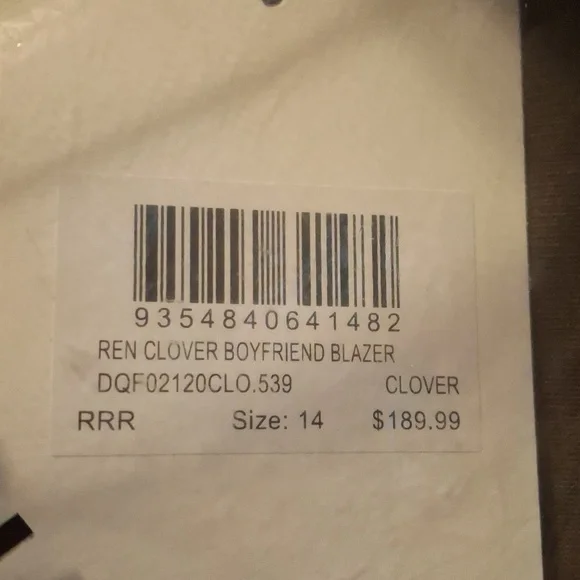 9354840641482
REN CLOVER BOYFRIEND BLAZER
DQF02120CLO.539 CLOVER
RRR Size: 14 $189.99